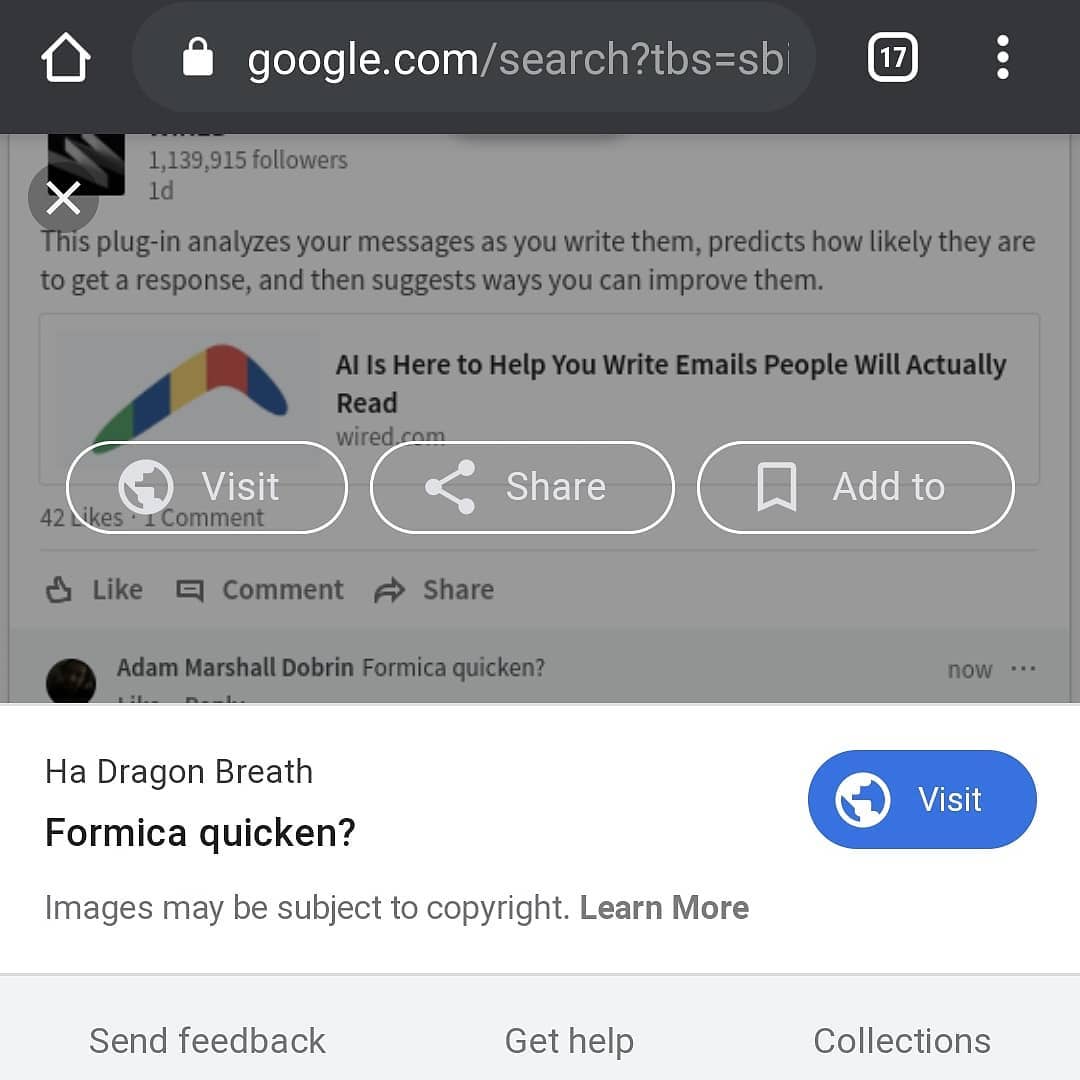 google.com/search?tbs=sbi
17
1,139,915 followers
1d
This plug-in analyzes your messages as you write them, predicts how likely they are
to get a response, and then suggests ways you can improve them.
AI Is Here to Help You Write Emails People Will Actually
Read
wired.com
Visit
Share
Add to
42 Likes · 1 Comment
Like
Comment
Share
Adam Marshall Dobrin Formica quicken?
now
Ha Dragon Breath
Visit
Formica quicken?
Images may be subject to copyright. Learn More
Send feedback
Get help
Collections